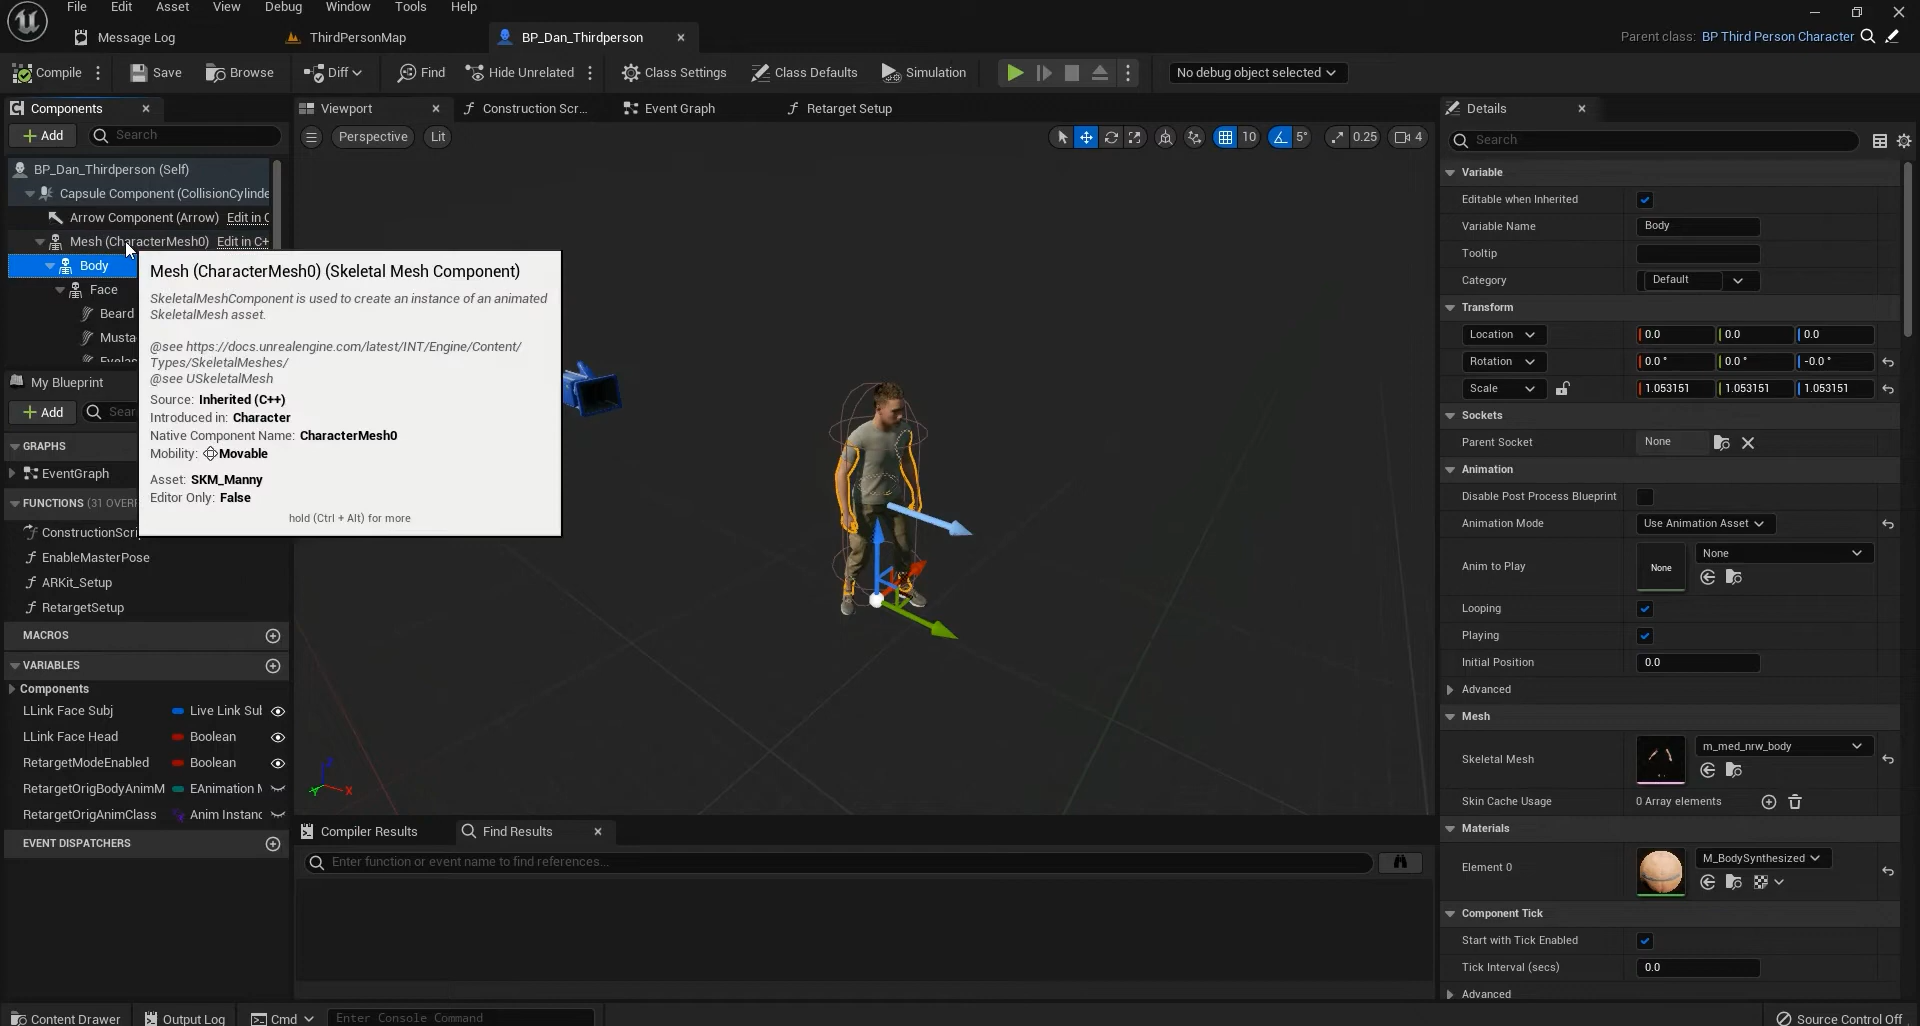 File Edit Asset View Debug Window Tools Help
Message Log ThirdPersonMap BP_Dan_Thirdperson Parent class: BP Third Person Character
Compile Save Browse Diff Find Hide Unrelated Class Settings Class Defaults Simulation No debug object selected
Components
Add Search
BP_Dan_Thirdperson (Self)
Capsule Component (CollisionCylinde
Arrow Component (Arrow) Edit in C
Mesh (CharacterMesh0) Edit in C+
Body
Face
Beard
Musta
Eyelas
My Blueprint
Add Sear
GRAPHS
EventGraph
FUNCTIONS (31 OVERR
ConstructionScri
EnableMasterPose
ARKit_Setup
RetargetSetup
MACROS
VARIABLES
Components
LLink Face Subj Live Link Sub
LLink Face Head Boolean
RetargetModeEnabled Boolean
RetargetOrigBodyAnimM EAnimation M
RetargetOrigAnimClass Anim Instanc
EVENT DISPATCHERS
Viewport Construction Scr... Event Graph Retarget Setup
Perspective Lit 10 5° 0.25 4
Mesh (CharacterMesh0) (Skeletal Mesh Component)
SkeletalMeshComponent is used to create an instance of an animated
SkeletalMesh asset.
@see https://docs.unrealengine.com/latest/INT/Engine/Content/
Types/SkeletalMeshes/
@see USkeletalMesh
Source: Inherited (C++)
Introduced in: Character
Native Component Name: CharacterMesh0
Mobility: Movable
Asset: SKM_Manny
Editor Only: False
hold (Ctrl + Alt) for more
Z
Y X
Compiler Results Find Results
Enter function or event name to find references...
Details
Search
Variable
Editable when Inherited
Variable Name Body
Tooltip
Category Default
Transform
Location 0.0 0.0 0.0
Rotation 0.0 ° 0.0 ° -0.0 °
Scale 1.053151 1.053151 1.053151
Sockets
Parent Socket None
Animation
Disable Post Process Blueprint
Animation Mode Use Animation Asset
Anim to Play None None
Looping
Playing
Initial Position 0.0
Advanced
Mesh
Skeletal Mesh m_med_nrw_body
Skin Cache Usage 0 Array elements
Materials
Element 0 M_BodySynthesized
Component Tick
Start with Tick Enabled
Tick Interval (secs) 0.0
Advanced
Content Drawer Output Log Cmd Enter Console Command Source Control Off